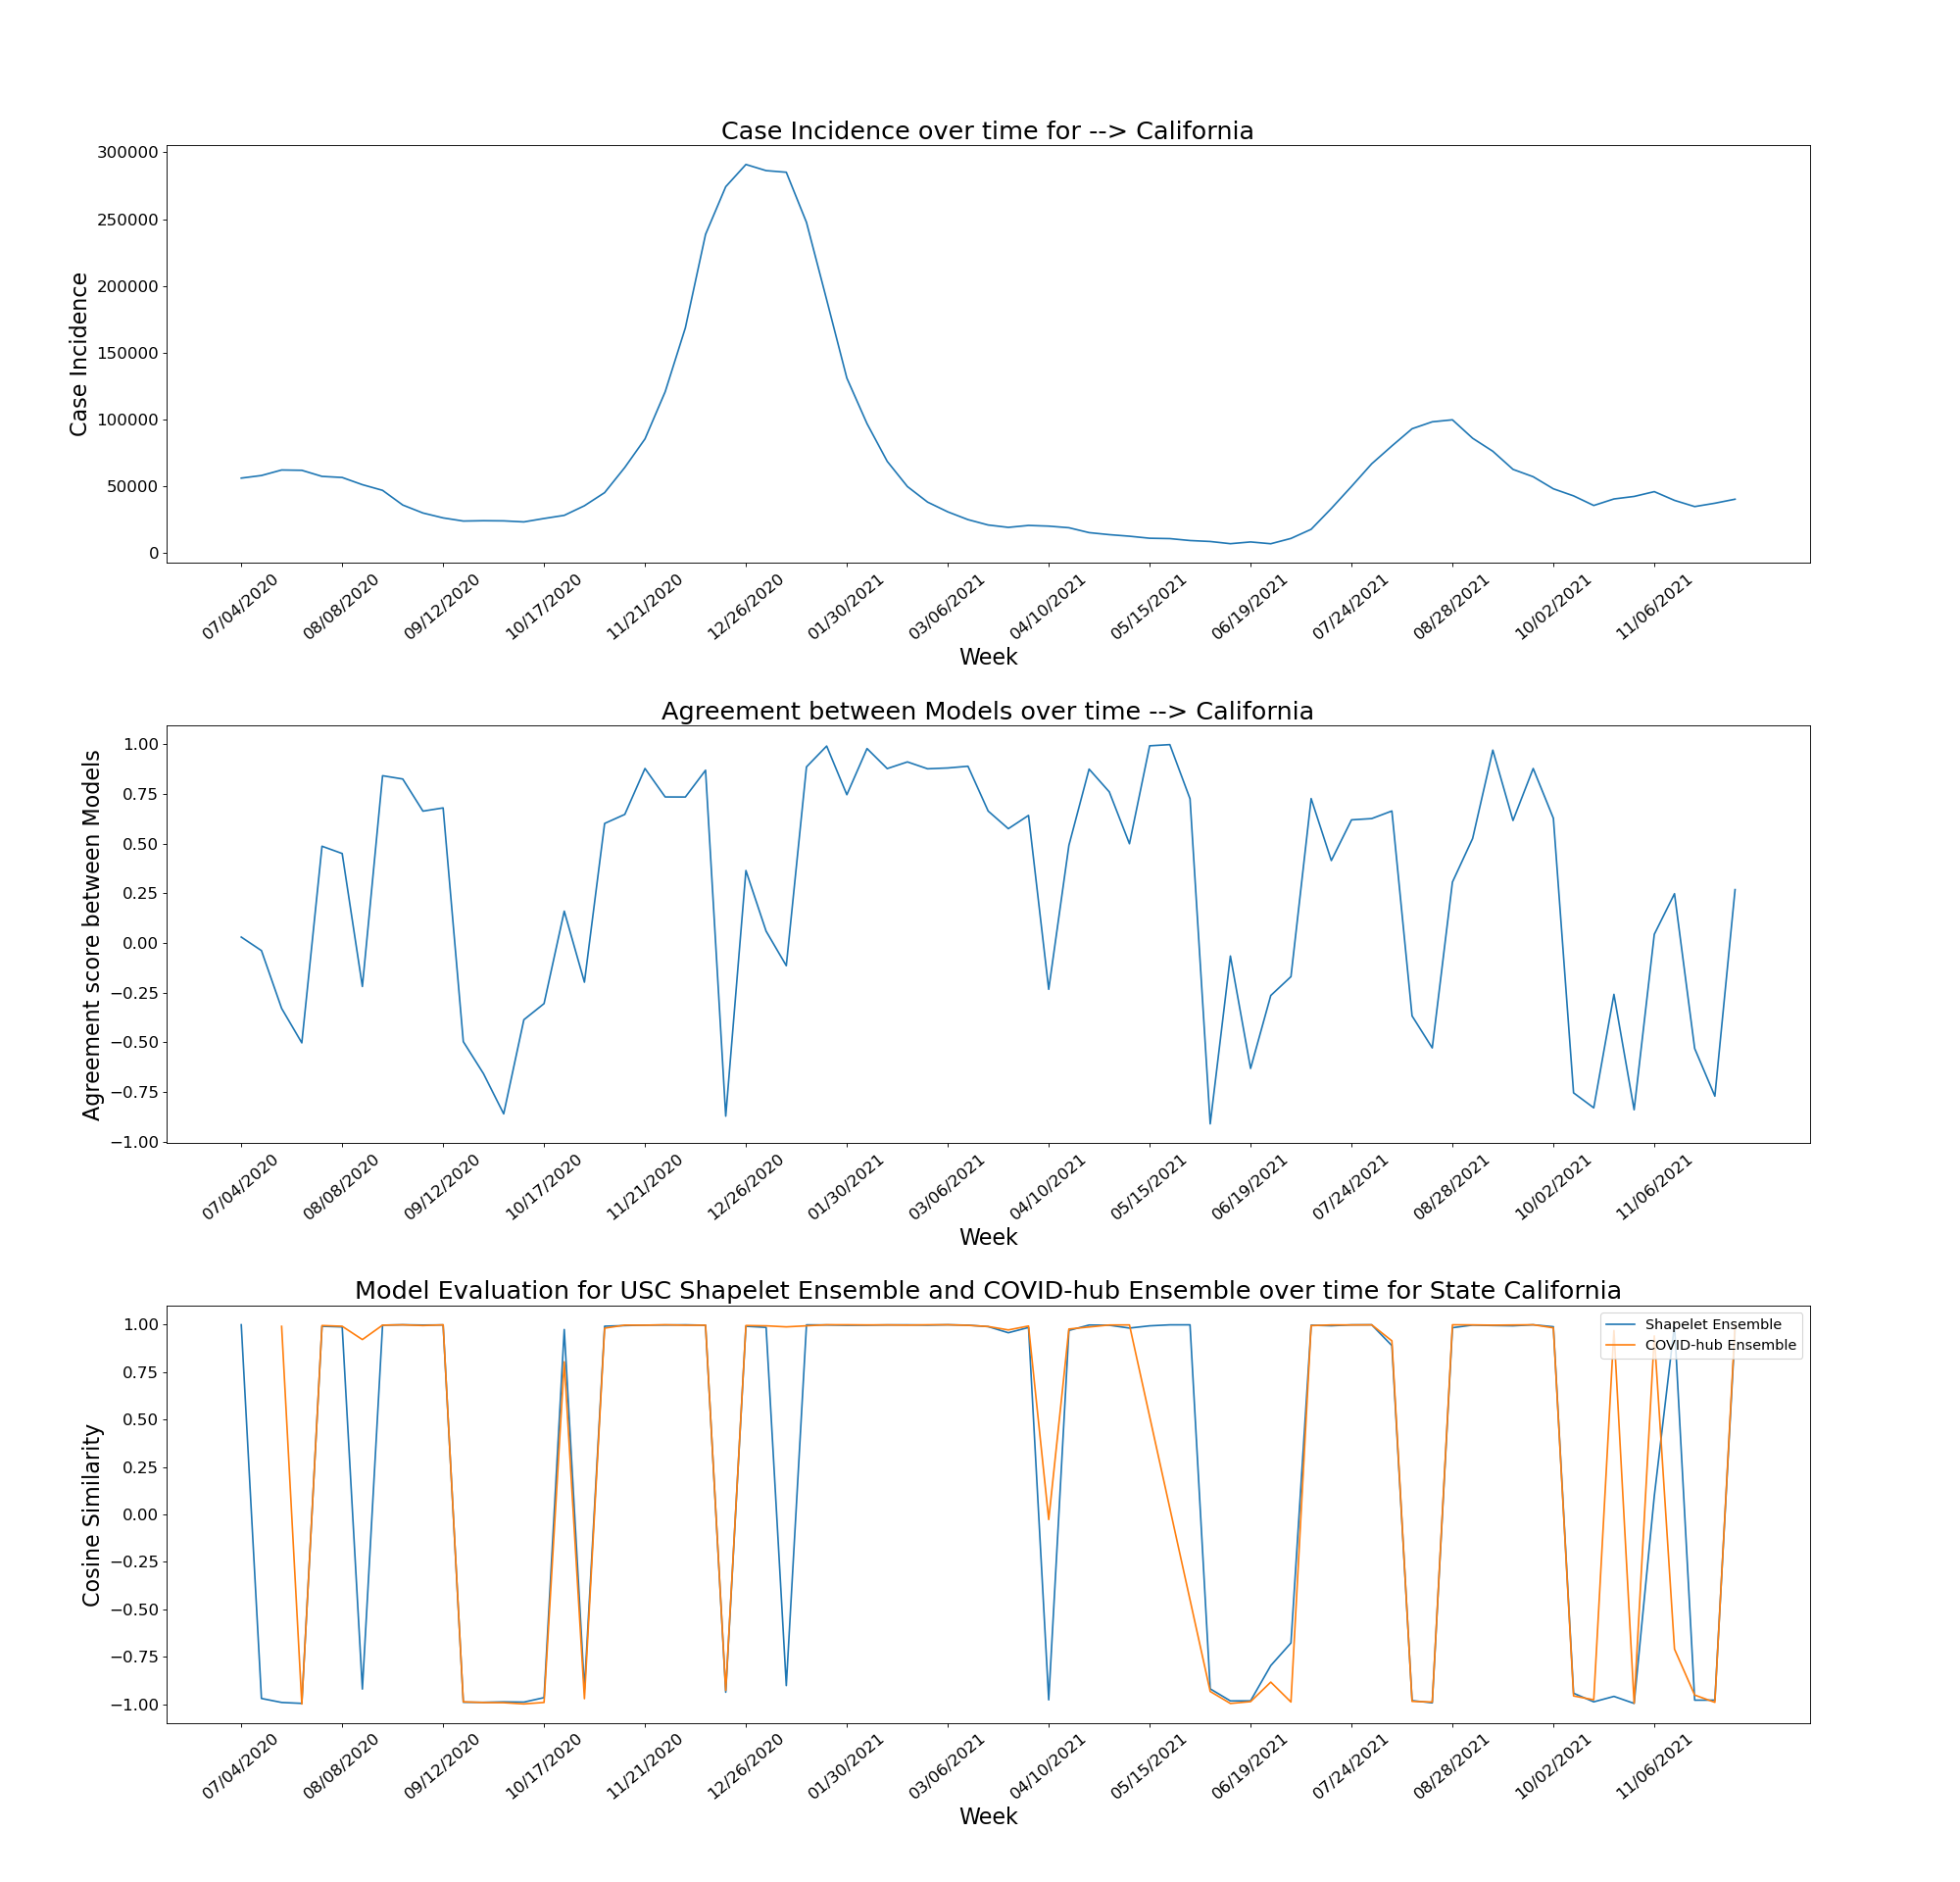 Case Incidence over time for --> California
300000
250000
200000
150000
100000
50000
0
Case Incidence
07/04/2020 08/08/2020 09/12/2020 10/17/2020 11/21/2020 12/26/2020 01/30/2021 03/06/2021 04/10/2021 05/15/2021 06/19/2021 07/24/2021 08/28/2021 10/02/2021 11/06/2021
Week
Agreement between Models over time --> California
1.00
0.75
0.50
0.25
0.00
−0.25
−0.50
−0.75
−1.00
Agreement score between Models
07/04/2020 08/08/2020 09/12/2020 10/17/2020 11/21/2020 12/26/2020 01/30/2021 03/06/2021 04/10/2021 05/15/2021 06/19/2021 07/24/2021 08/28/2021 10/02/2021 11/06/2021
Week
Model Evaluation for USC Shapelet Ensemble and COVID-hub Ensemble over time for State California
1.00
0.75
0.50
0.25
0.00
−0.25
−0.50
−0.75
−1.00
Cosine Similarity
Shapelet Ensemble
COVID-hub Ensemble
07/04/2020 08/08/2020 09/12/2020 10/17/2020 11/21/2020 12/26/2020 01/30/2021 03/06/2021 04/10/2021 05/15/2021 06/19/2021 07/24/2021 08/28/2021 10/02/2021 11/06/2021
Week